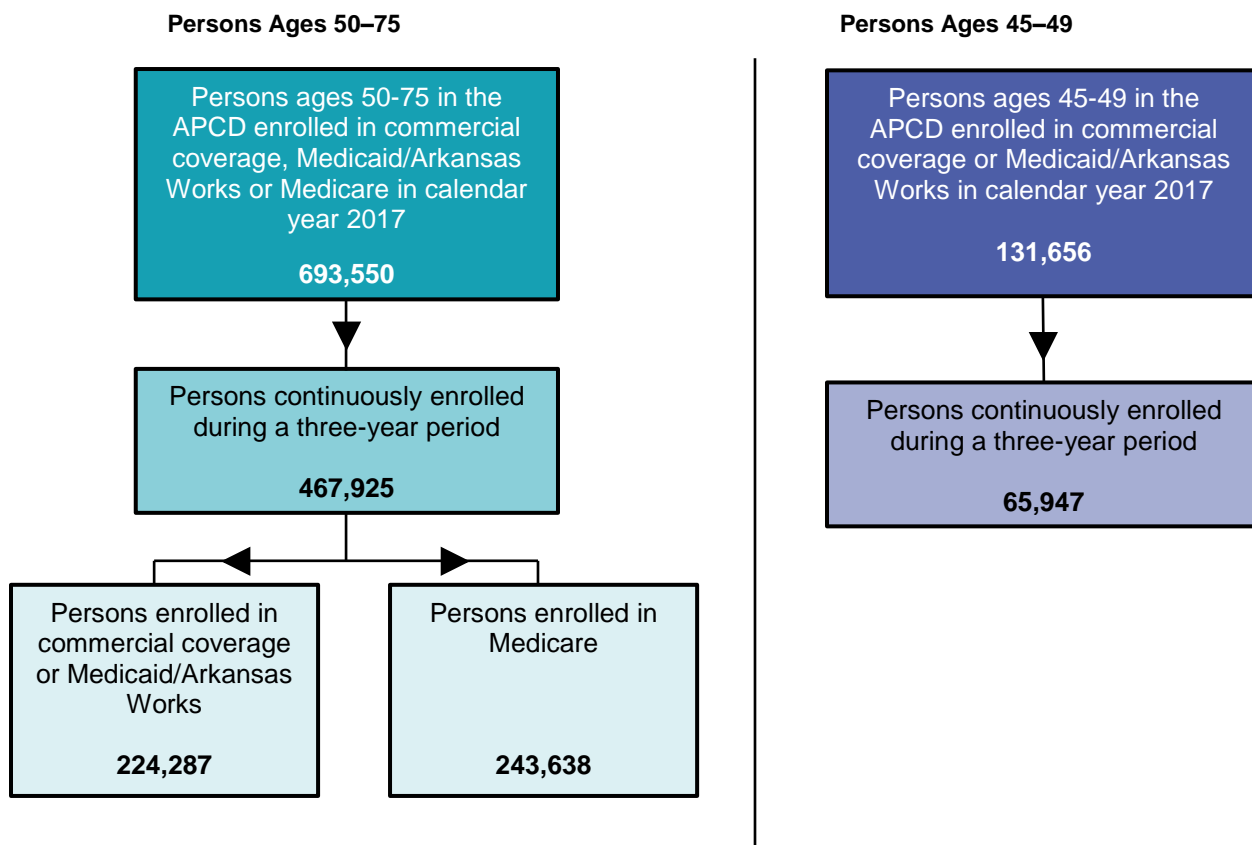 Persons Ages 50–75
Persons ages 50-75 in the
APCD enrolled in commercial
coverage, Medicaid/Arkansas
Works or Medicare in calendar
year 2017
693,550
Persons continuously enrolled
during a three-year period
467,925
Persons enrolled in
commercial coverage
or Medicaid/Arkansas
Works
224,287
Persons enrolled in
Medicare
243,638
Persons Ages 45–49
Persons ages 45-49 in the
APCD enrolled in commercial
coverage or Medicaid/Arkansas
Works in calendar year 2017
131,656
Persons continuously enrolled
during a three-year period
65,947